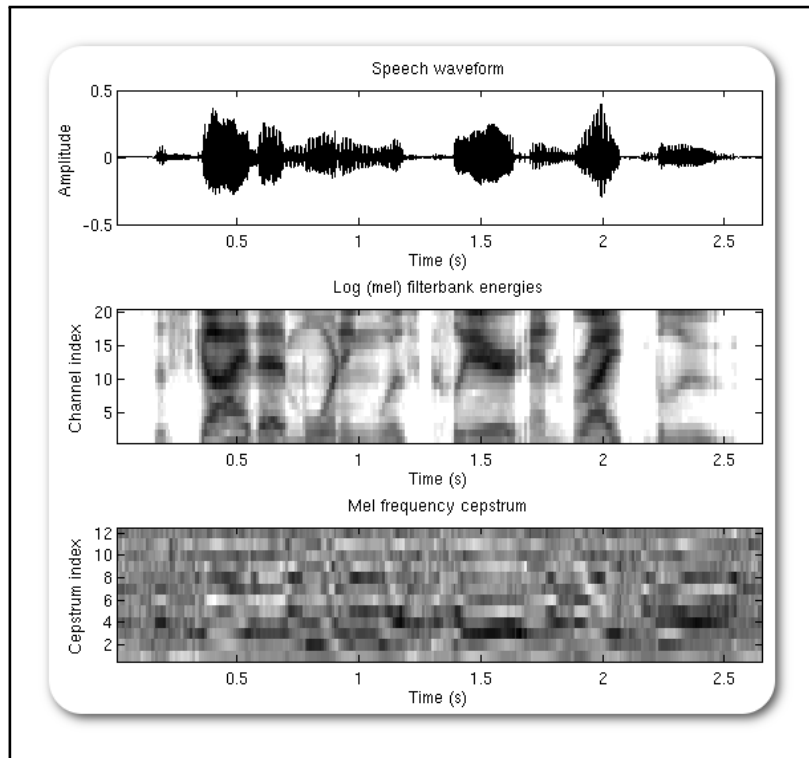 Speech waveform
0.5
0
-0.5
Amplitude
0.5 1 1.5 2 2.5
Time (s)
Log (mel) filterbank energies
20
15
10
5
Channel index
0.5 1 1.5 2 2.5
Time (s)
Mel frequency cepstrum
12
10
8
6
4
2
Cepstrum index
0.5 1 1.5 2 2.5
Time (s)